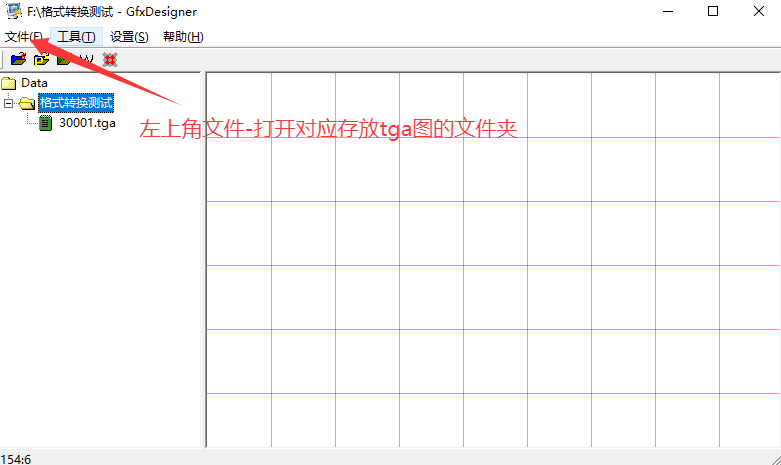 F:\格式转换测试 - GfxDesigner
文件(F) 工具(T) 设置(S) 帮助(H)
Data
格式转换测试
30001.tga
左上角文件-打开对应存放tga图的文件夹
154:6